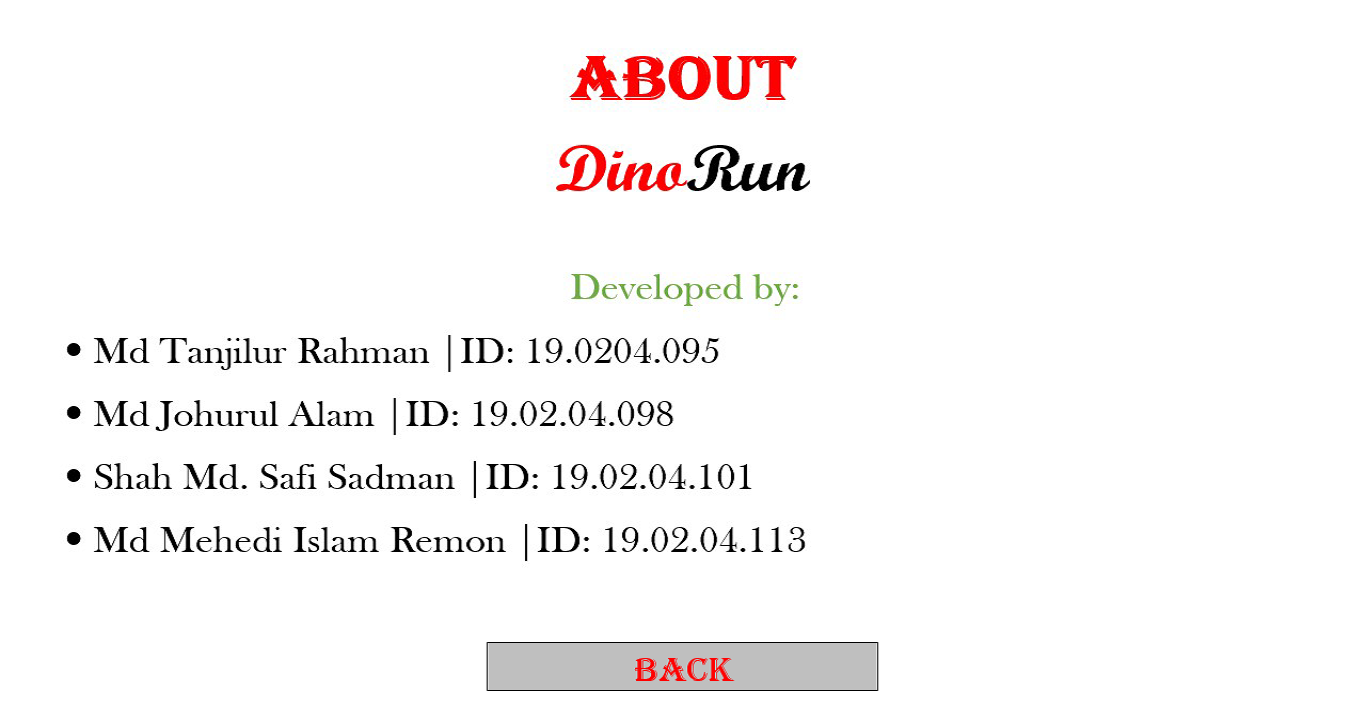 ABOUT
DinoRun
Developed by:
• Md Tanjilur Rahman |ID: 19.0204.095
• Md Johurul Alam |ID: 19.02.04.098
• Shah Md. Safi Sadman |ID: 19.02.04.101
• Md Mehedi Islam Remon |ID: 19.02.04.113
BACK